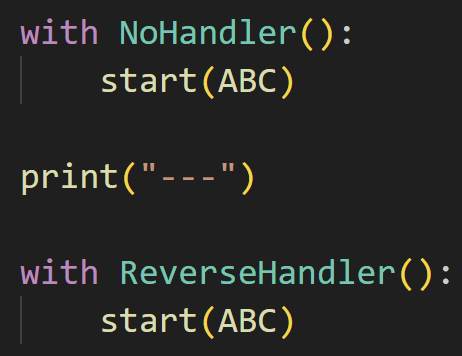 with NoHandler():
    start(ABC)
print("---")
with ReverseHandler():
    start(ABC)